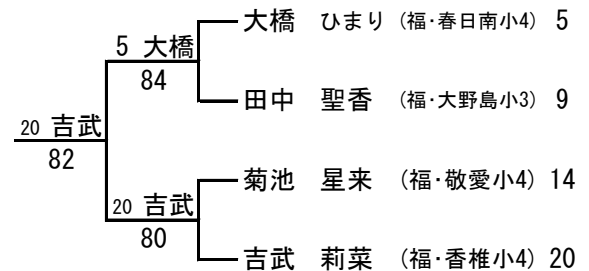 大橋 ひまり (福・春日南小4) 5
5 大橋
84
田中 聖香 (福・大野島小3) 9
20 吉武
82
菊池 星来 (福・敬愛小4) 14
20 吉武
80
吉武 莉菜 (福・香椎小4) 20